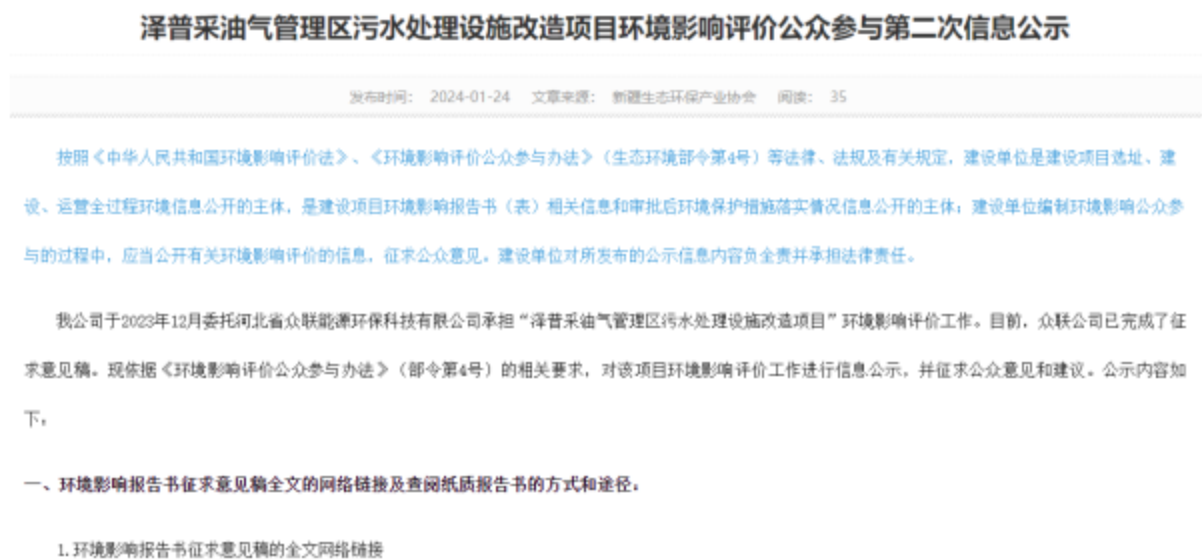 泽普采油气管理区污水处理设施改造项目环境影响评价公众参与第二次信息公示
发布时间： 2024-01-24 文章来源： 新疆生态环保产业协会 阅读： 35
按照《中华人民共和国环境影响评价法》、《环境影响评价公众参与办法》（生态环境部令第4号）等法律、法规及有关规定，建设单位是建设项目选址、建
设、运营全过程环境信息公开的主体，是建设项目环境影响报告书（表）相关信息和审批后环境保护措施落实情况信息公开的主体；建设单位编制环境影响公众参
与的过程中，应当公开有关环境影响评价的信息，征求公众意见。建设单位对所发布的公示信息内容负全责并承担法律责任。
我公司于2023年12月委托河北省众联能源环保科技有限公司承担“泽普采油气管理区污水处理设施改造项目”环境影响评价工作。目前，众联公司已完成了征
求意见稿。现依据《环境影响评价公众参与办法》（部令第4号）的相关要求，对该项目环境影响评价工作进行信息公示，并征求公众意见和建议。公示内容如
下：
一、环境影响报告书征求意见稿全文的网络链接及查阅纸质报告书的方式和途径：
1.环境影响报告书征求意见稿的全文网络链接